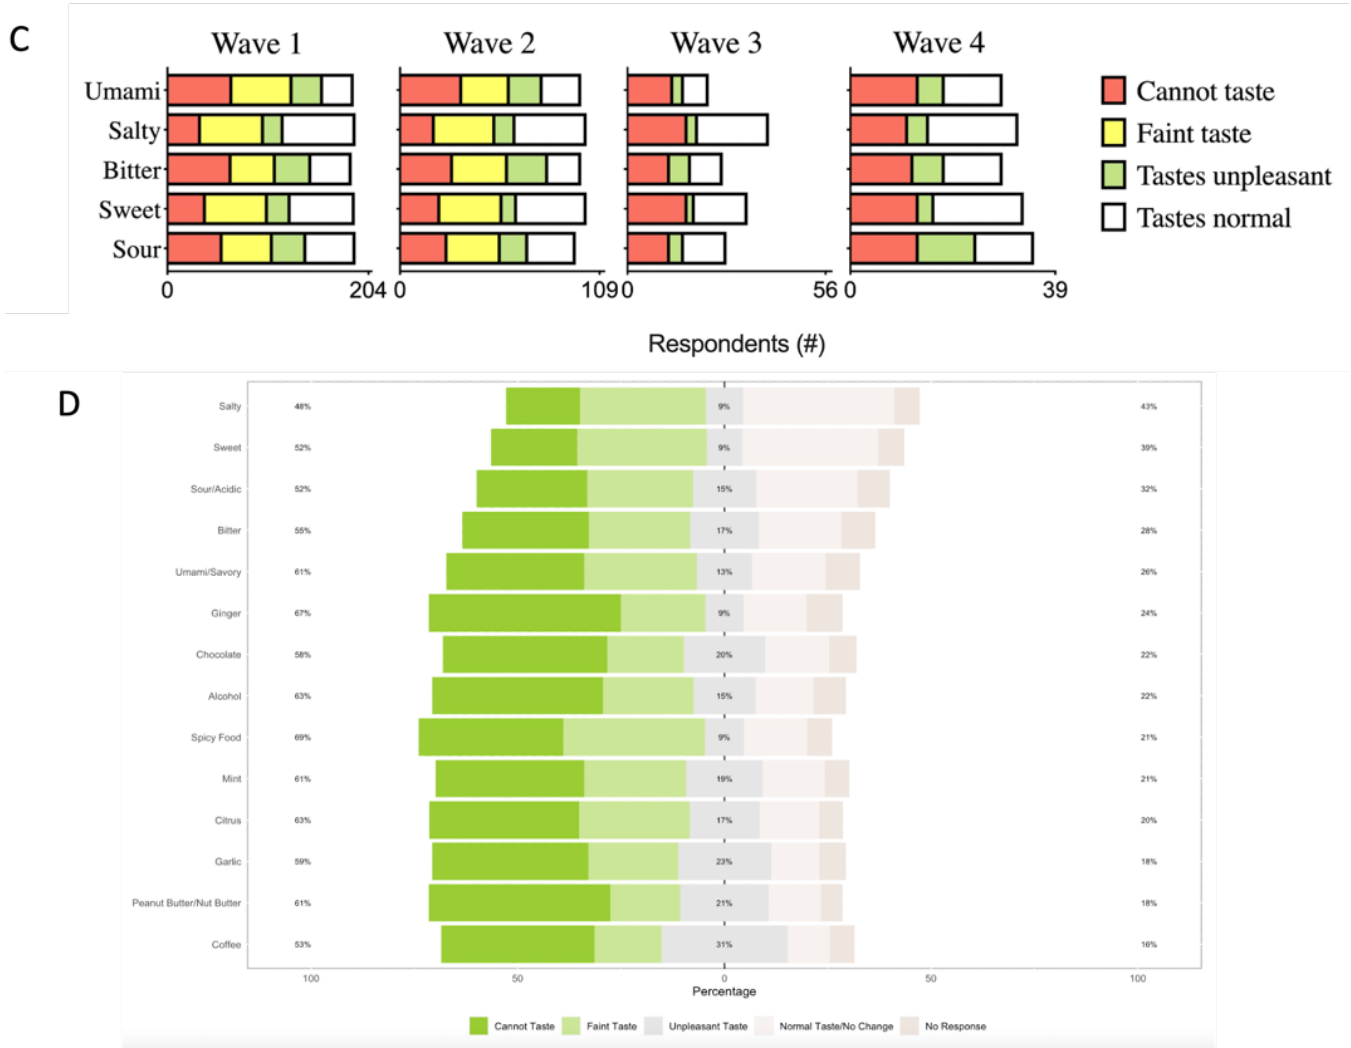 C
Wave 1 Wave 2 Wave 3 Wave 4
Umami
Salty
Bitter
Sweet
Sour
0 204 0 109 0 56 0 39
Cannot taste
Faint taste
Tastes unpleasant
Tastes normal
Respondents (#)
D
Salty 48% 9% 43%
Sweet 52% 9% 39%
Sour/Acidic 52% 15% 32%
Bitter 55% 17% 28%
Umami/Savory 61% 13% 26%
Ginger 67% 9% 24%
Chocolate 58% 20% 22%
Alcohol 63% 15% 22%
Spicy Food 69% 9% 21%
Mint 61% 19% 21%
Citrus 63% 17% 20%
Garlic 59% 23% 18%
Peanut Butter/Nut Butter 61% 21% 18%
Coffee 53% 31% 16%
100 50 0 50 100
Percentage
Cannot Taste Faint Taste Unpleasant Taste Normal Taste/No Change No Response